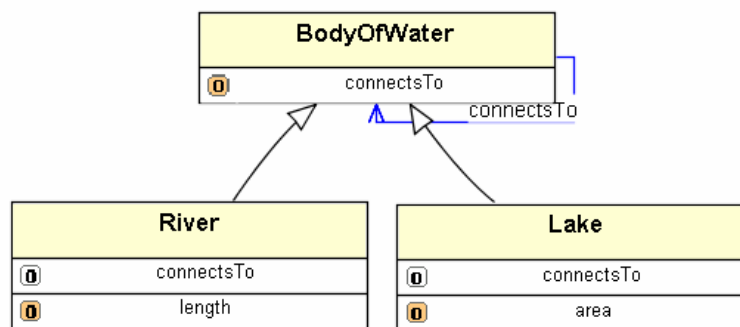 BodyOfWater
connectsTo
connectsTo
River
connectsTo
length
Lake
connectsTo
area